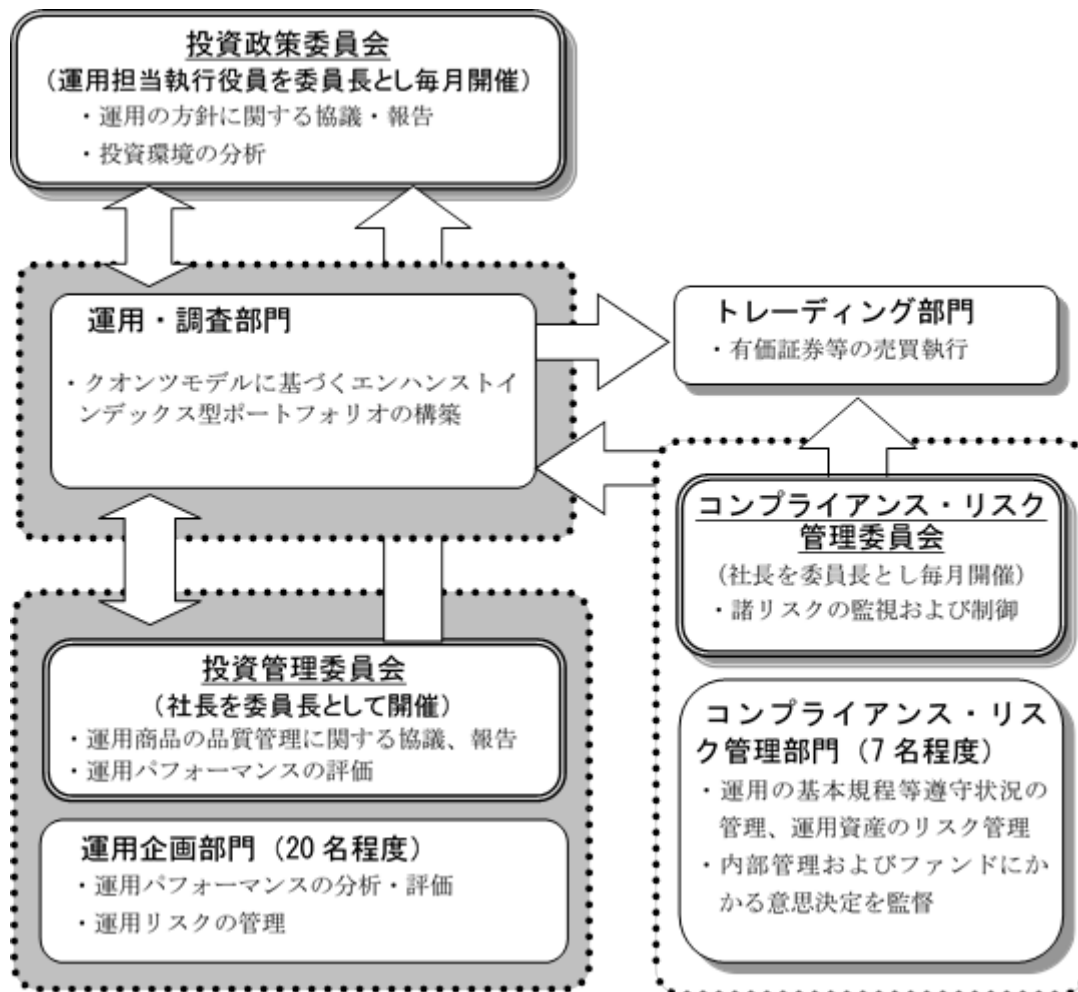 投資政策委員会
(運用担当執行役員を委員長とし毎月開催)
・運用の方針に関する協議・報告
・投資環境の分析
運用・調査部門
・クオンツモデルに基づくエンハンストイ
ンデックス型ポートフォリオの構築
トレーディング部門
・有価証券等の売買執行
コンプライアンス・リスク
管理委員会
(社長を委員長とし毎月開催)
・諸リスクの監視および制御
投資管理委員会
(社長を委員長として開催)
・運用商品の品質管理に関する協議、報告
・運用パフォーマンスの評価
運用企画部門(20名程度)
・運用パフォーマンスの分析・評価
・運用リスクの管理
コンプライアンス・リス
ク管理部門(7名程度)
・運用の基本規程等遵守状況の
管理、運用資産のリスク管理
・内部管理およびファンドにか
かる意思決定を監督